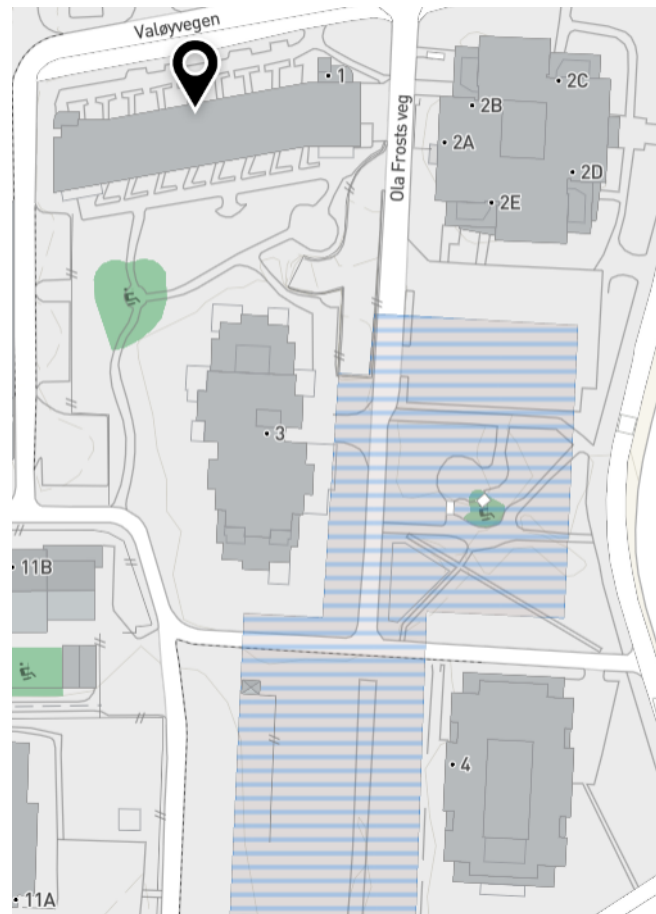 Valøyvegen
1
2C
2B
Ola Frosts veg
2A
2D
2E
3
11B
4
11A